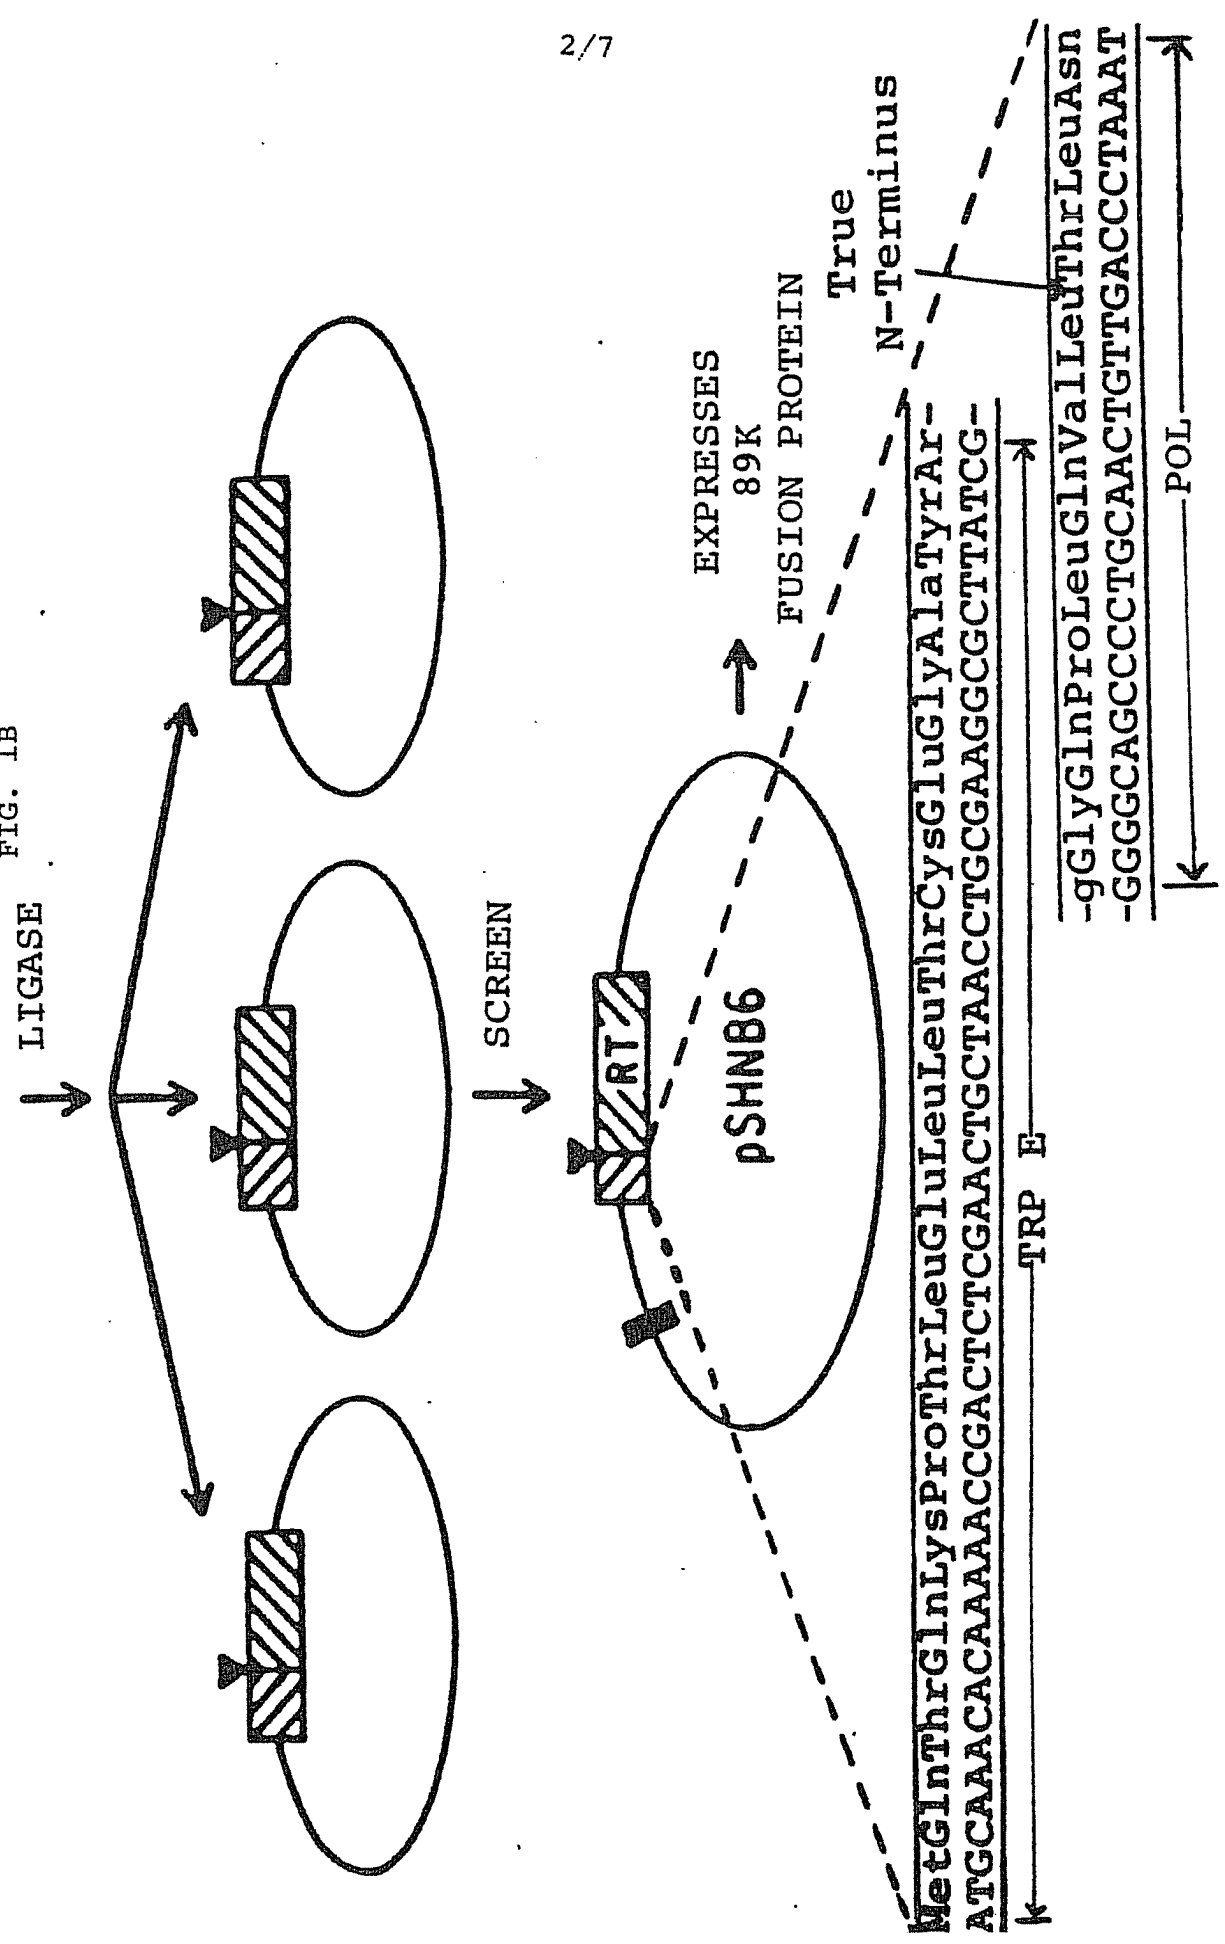 2/7
FIG. 1B
LIGASE
SCREEN
RT
pSHNB6
EXPRESSES
89K
FUSION PROTEIN
True
N-Terminus
MetGlnThrGlnLysProThrLeuGluLeuLeuThrCysGluGlyAlaTyrAr-
ATGCAAACACAAAAACCGACTCTCGAACTGCTAACCTGCGAAGGCGCTTATCG-
TRP E
-gGlyGlnProLeuGlnValLeuThrLeuAsn
-GGGGCAGCCCCTGCAACTGTTGACCCTAAAT
POL